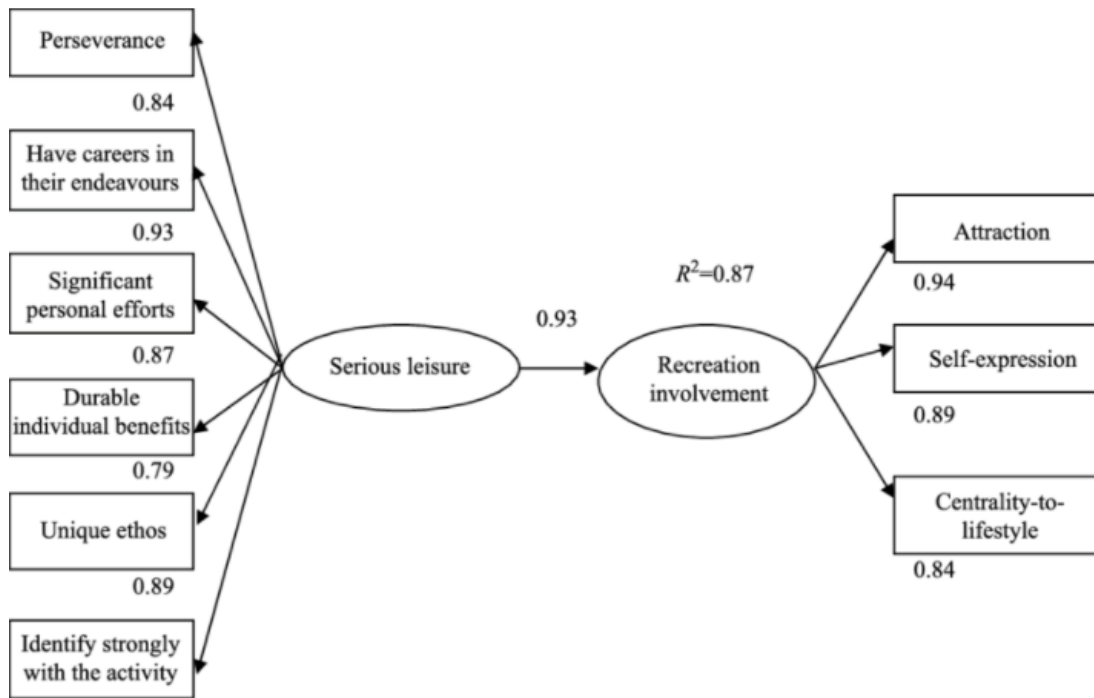 Perseverance
0.84
Have careers in
their endeavours
0.93
Significant
personal efforts
0.87
Durable
individual benefits
0.79
Unique ethos
0.89
Identify strongly
with the activity
Serious leisure
0.93
R²=0.87
Recreation
involvement
Attraction
0.94
Self-expression
0.89
Centrality-to-
lifestyle
0.84